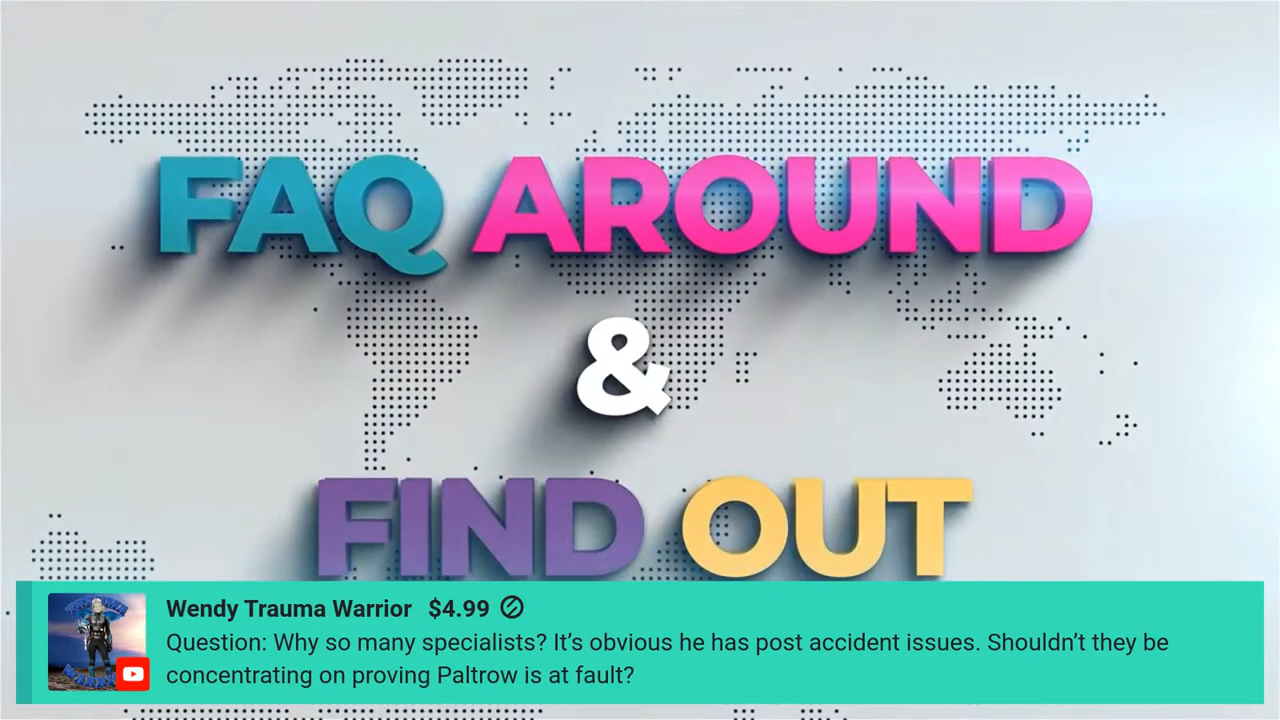 FAQ AROUND
&
FIND OUT
Wendy Trauma Warrior $4.99
Question: Why so many specialists? It’s obvious he has post accident issues. Shouldn’t they be
concentrating on proving Paltrow is at fault?